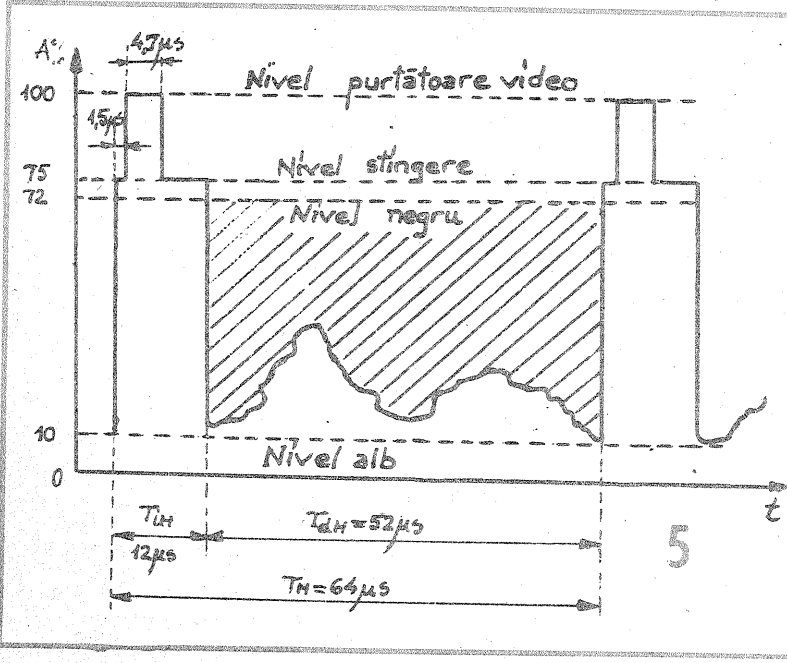 A%
4,7µs
100
Nivel purtătoare video
1,5µs
75
Nivel stingere
72
Nivel negru
10
Nivel alb
0
t
TiH
12µs
TdH=52µs
TH=64µs
5